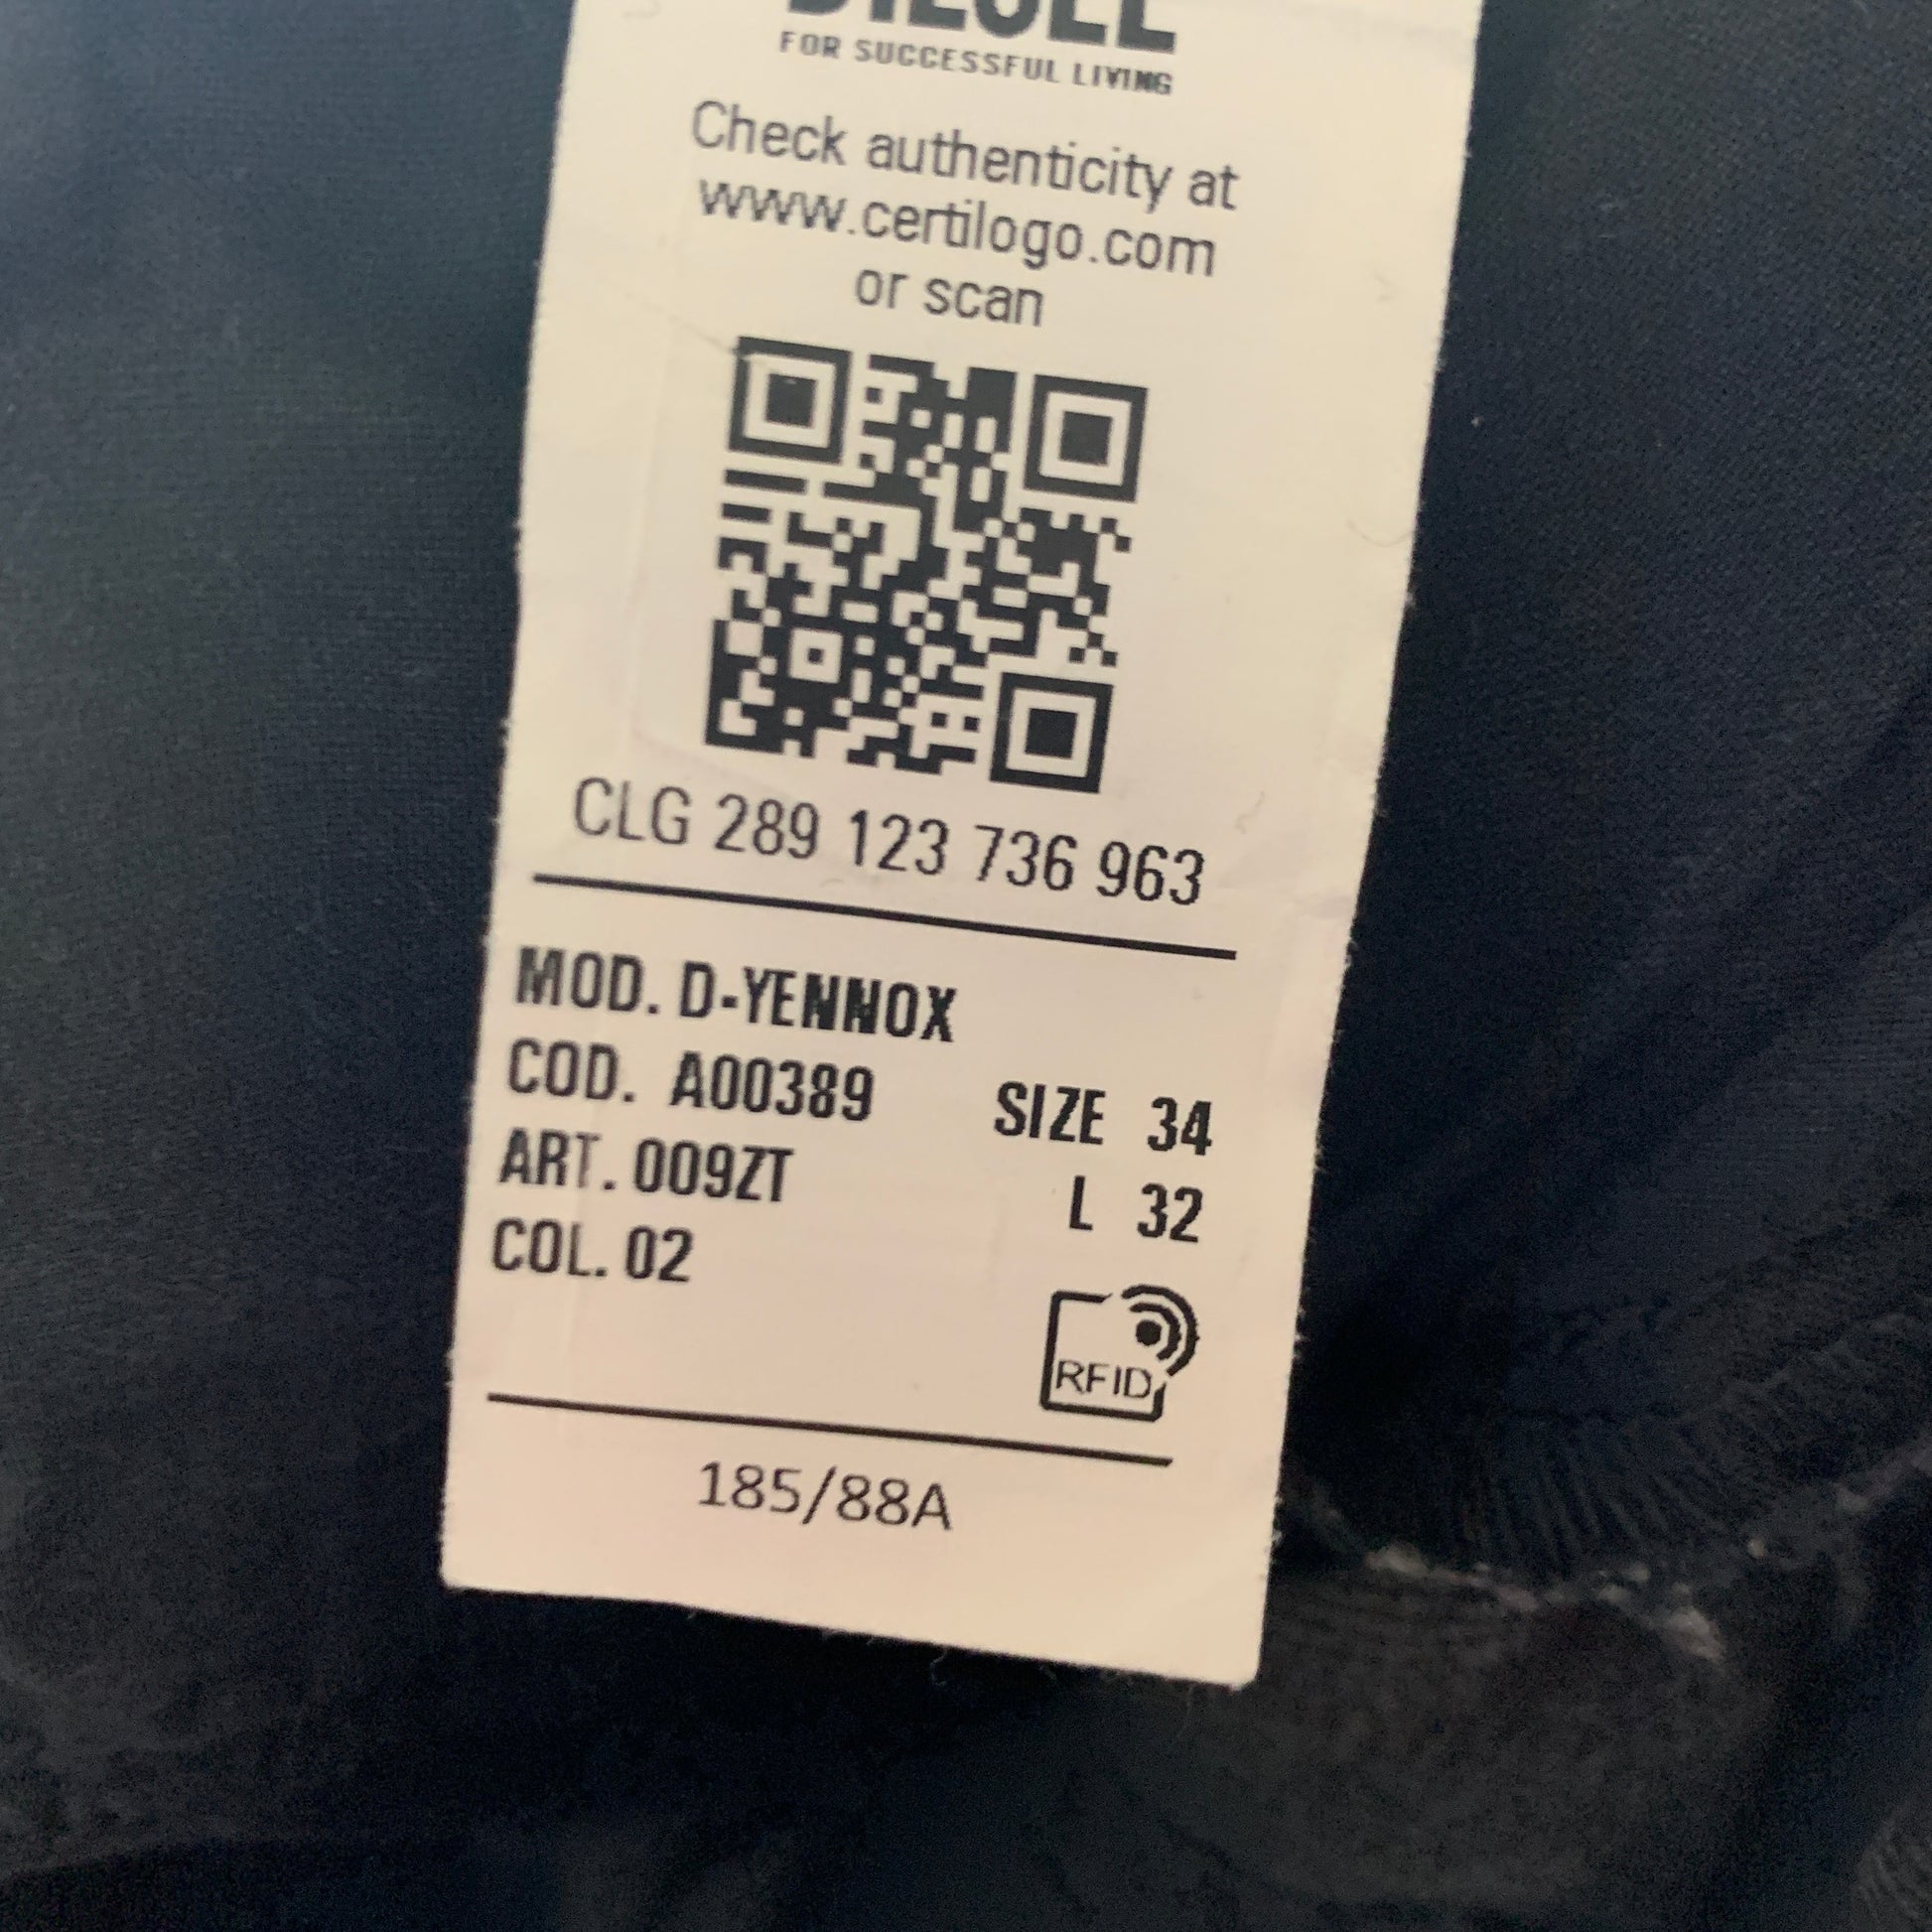 DIESEL
FOR SUCCESSFUL LIVING
Check authenticity at
www.certilogo.com
or scan
CLG 289 123 736 963
MOD. D-YENNOX
COD. A00389 SIZE 34
ART. 009ZT L 32
COL. 02
RFID
185/88A